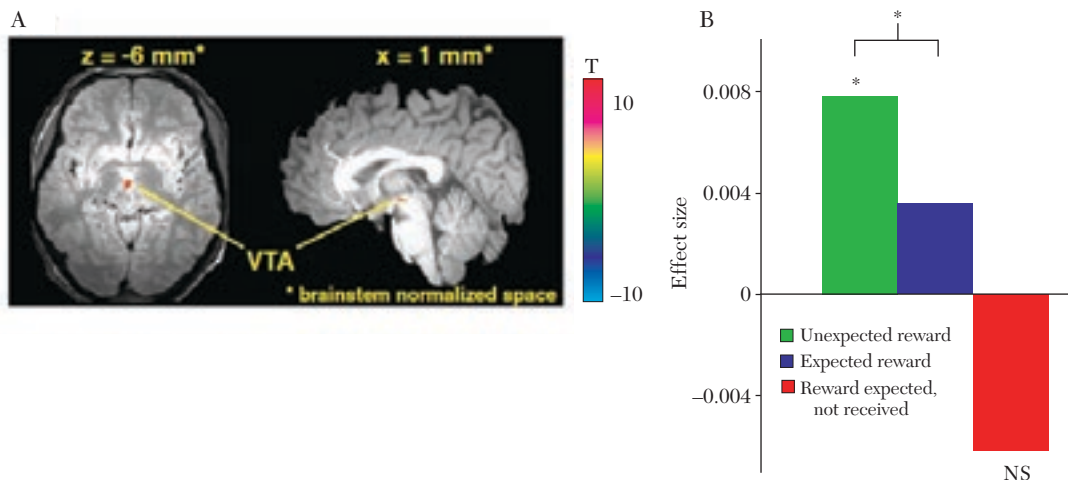 A
z = -6 mm*
x = 1 mm*
T
10
–10
VTA
* brainstem normalized space
B
*
*
0.008
0.004
0
–0.004
Effect size
Unexpected reward
Expected reward
Reward expected,
not received
NS